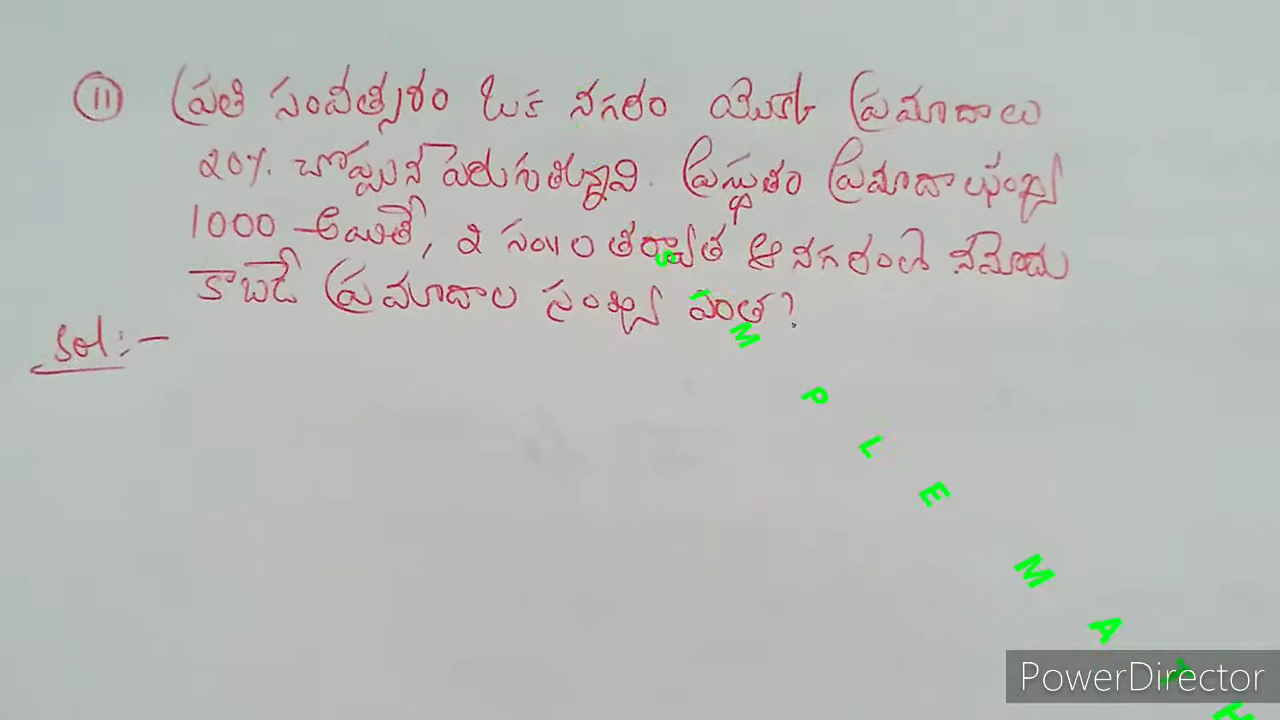 11 ప్రతి సంవత్సరం ఒక నగరం యొక్క ప్రమాదాలు
20% చొప్పున పెరుగుతున్నావి. ప్రస్థుతం ప్రమాదాల సంఖ్య
1000 అయితే, 2 సం॥ల తర్వాత ఆ నగరంలో నమోదు
కాబడే ప్రమాదాల సంఖ్య ఎంత?
Sol:-
SIMPLE MATH
PowerDirector